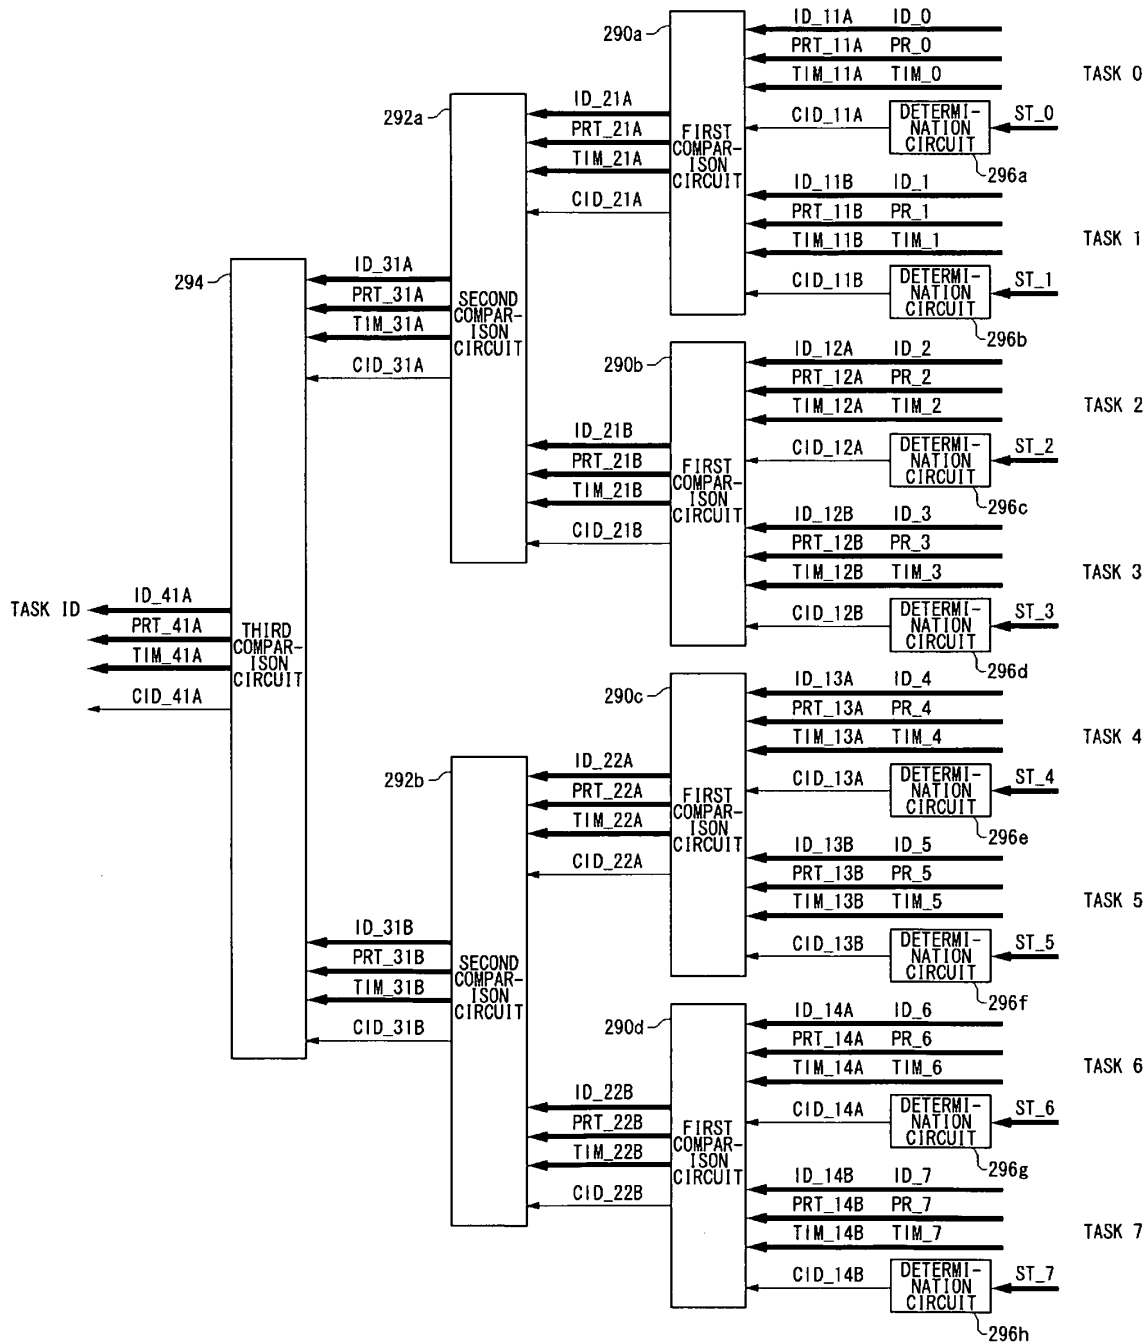 290a
ID_11A ID_0
PRT_11A PR_0
TIM_11A TIM_0
TASK 0
CID_11A
DETERMI-
NATION
CIRCUIT
ST_0
296a
ID_11B ID_1
PRT_11B PR_1
TIM_11B TIM_1
TASK 1
CID_11B
DETERMI-
NATION
CIRCUIT
ST_1
296b
FIRST
COMPAR-
ISON
CIRCUIT
292a
ID_21A
PRT_21A
TIM_21A
CID_21A
290b
ID_12A ID_2
PRT_12A PR_2
TIM_12A TIM_2
TASK 2
CID_12A
DETERMI-
NATION
CIRCUIT
ST_2
296c
ID_12B ID_3
PRT_12B PR_3
TIM_12B TIM_3
TASK 3
CID_12B
DETERMI-
NATION
CIRCUIT
ST_3
296d
FIRST
COMPAR-
ISON
CIRCUIT
ID_21B
PRT_21B
TIM_21B
CID_21B
SECOND
COMPAR-
ISON
CIRCUIT
294
ID_31A
PRT_31A
TIM_31A
CID_31A
TASK ID
ID_41A
PRT_41A
TIM_41A
CID_41A
THIRD
COMPAR-
ISON
CIRCUIT
290c
ID_13A ID_4
PRT_13A PR_4
TIM_13A TIM_4
TASK 4
CID_13A
DETERMI-
NATION
CIRCUIT
ST_4
296e
ID_13B ID_5
PRT_13B PR_5
TIM_13B TIM_5
TASK 5
CID_13B
DETERMI-
NATION
CIRCUIT
ST_5
296f
FIRST
COMPAR-
ISON
CIRCUIT
292b
ID_22A
PRT_22A
TIM_22A
CID_22A
ID_31B
PRT_31B
TIM_31B
CID_31B
SECOND
COMPAR-
ISON
CIRCUIT
290d
ID_14A ID_6
PRT_14A PR_6
TIM_14A TIM_6
TASK 6
CID_14A
DETERMI-
NATION
CIRCUIT
ST_6
296g
ID_14B ID_7
PRT_14B PR_7
TIM_14B TIM_7
TASK 7
CID_14B
DETERMI-
NATION
CIRCUIT
ST_7
296h
FIRST
COMPAR-
ISON
CIRCUIT
ID_22B
PRT_22B
TIM_22B
CID_22B